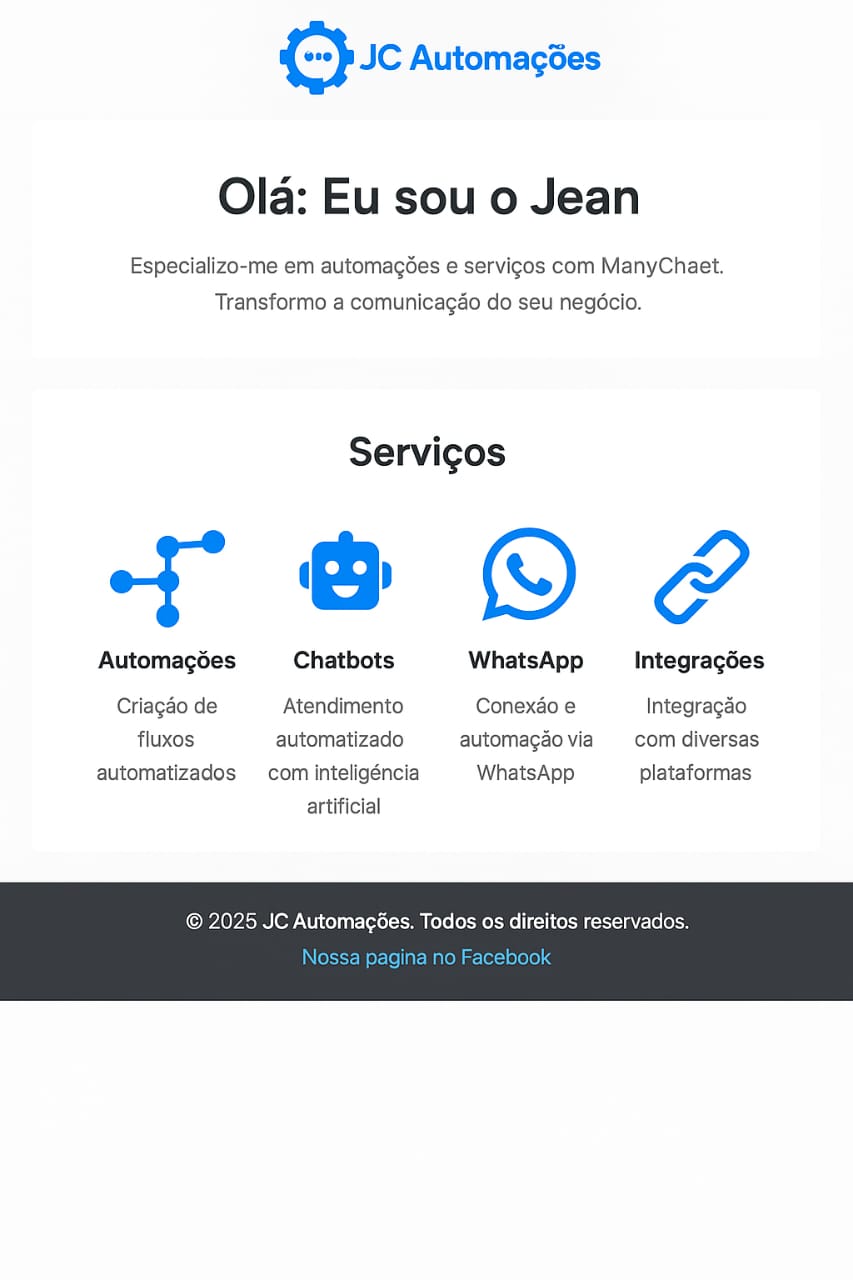 JC Automações
Olá: Eu sou o Jean
Especializo-me em automações e serviços com ManyChaet.
Transformo a comunicação do seu negócio.
Serviços
Automações
Criaçáo de
fluxos
automatizados
Chatbots
Atendimento
automatizado
com inteligéncia
artificial
WhatsApp
Conexáo e
automação via
WhatsApp
Integrações
Integração
com diversas
plataformas
© 2025 JC Automações. Todos os direitos reservados.
Nossa pagina no Facebook